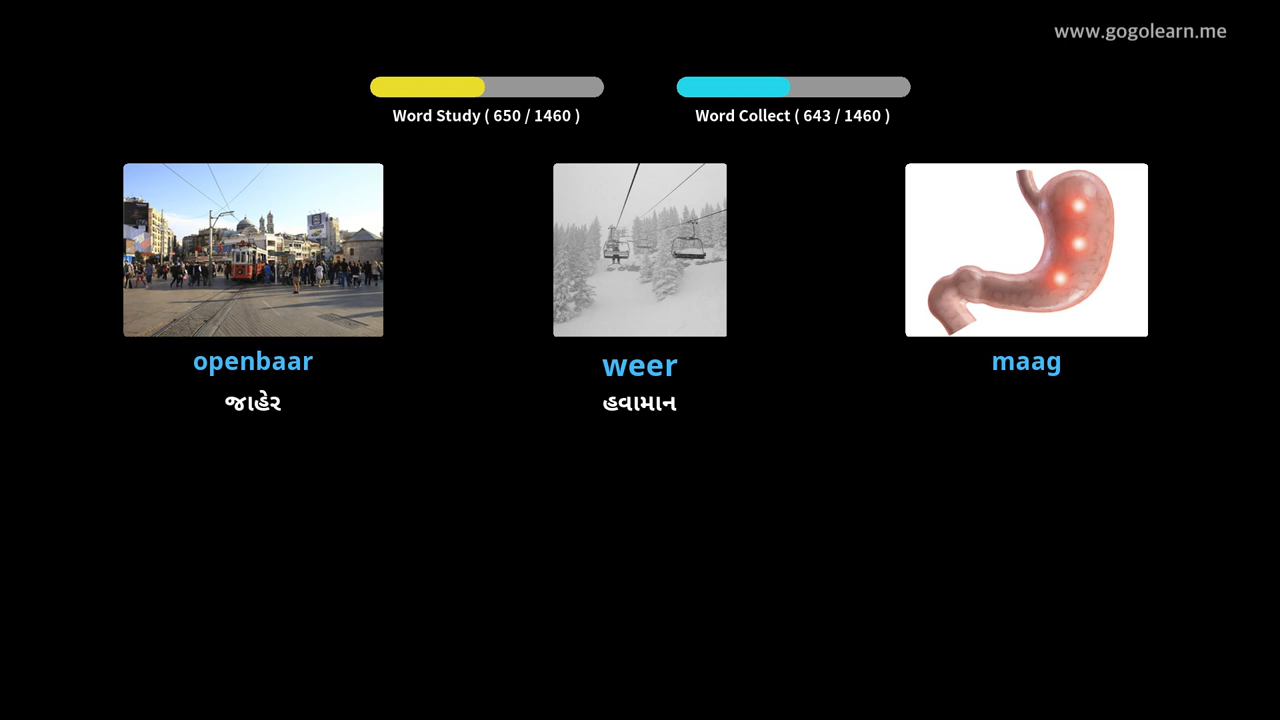 www.gogolearn.me
Word Study ( 650 / 1460 )
Word Collect ( 643 / 1460 )
openbaar
weer
maag
જાહેર
હવામાન